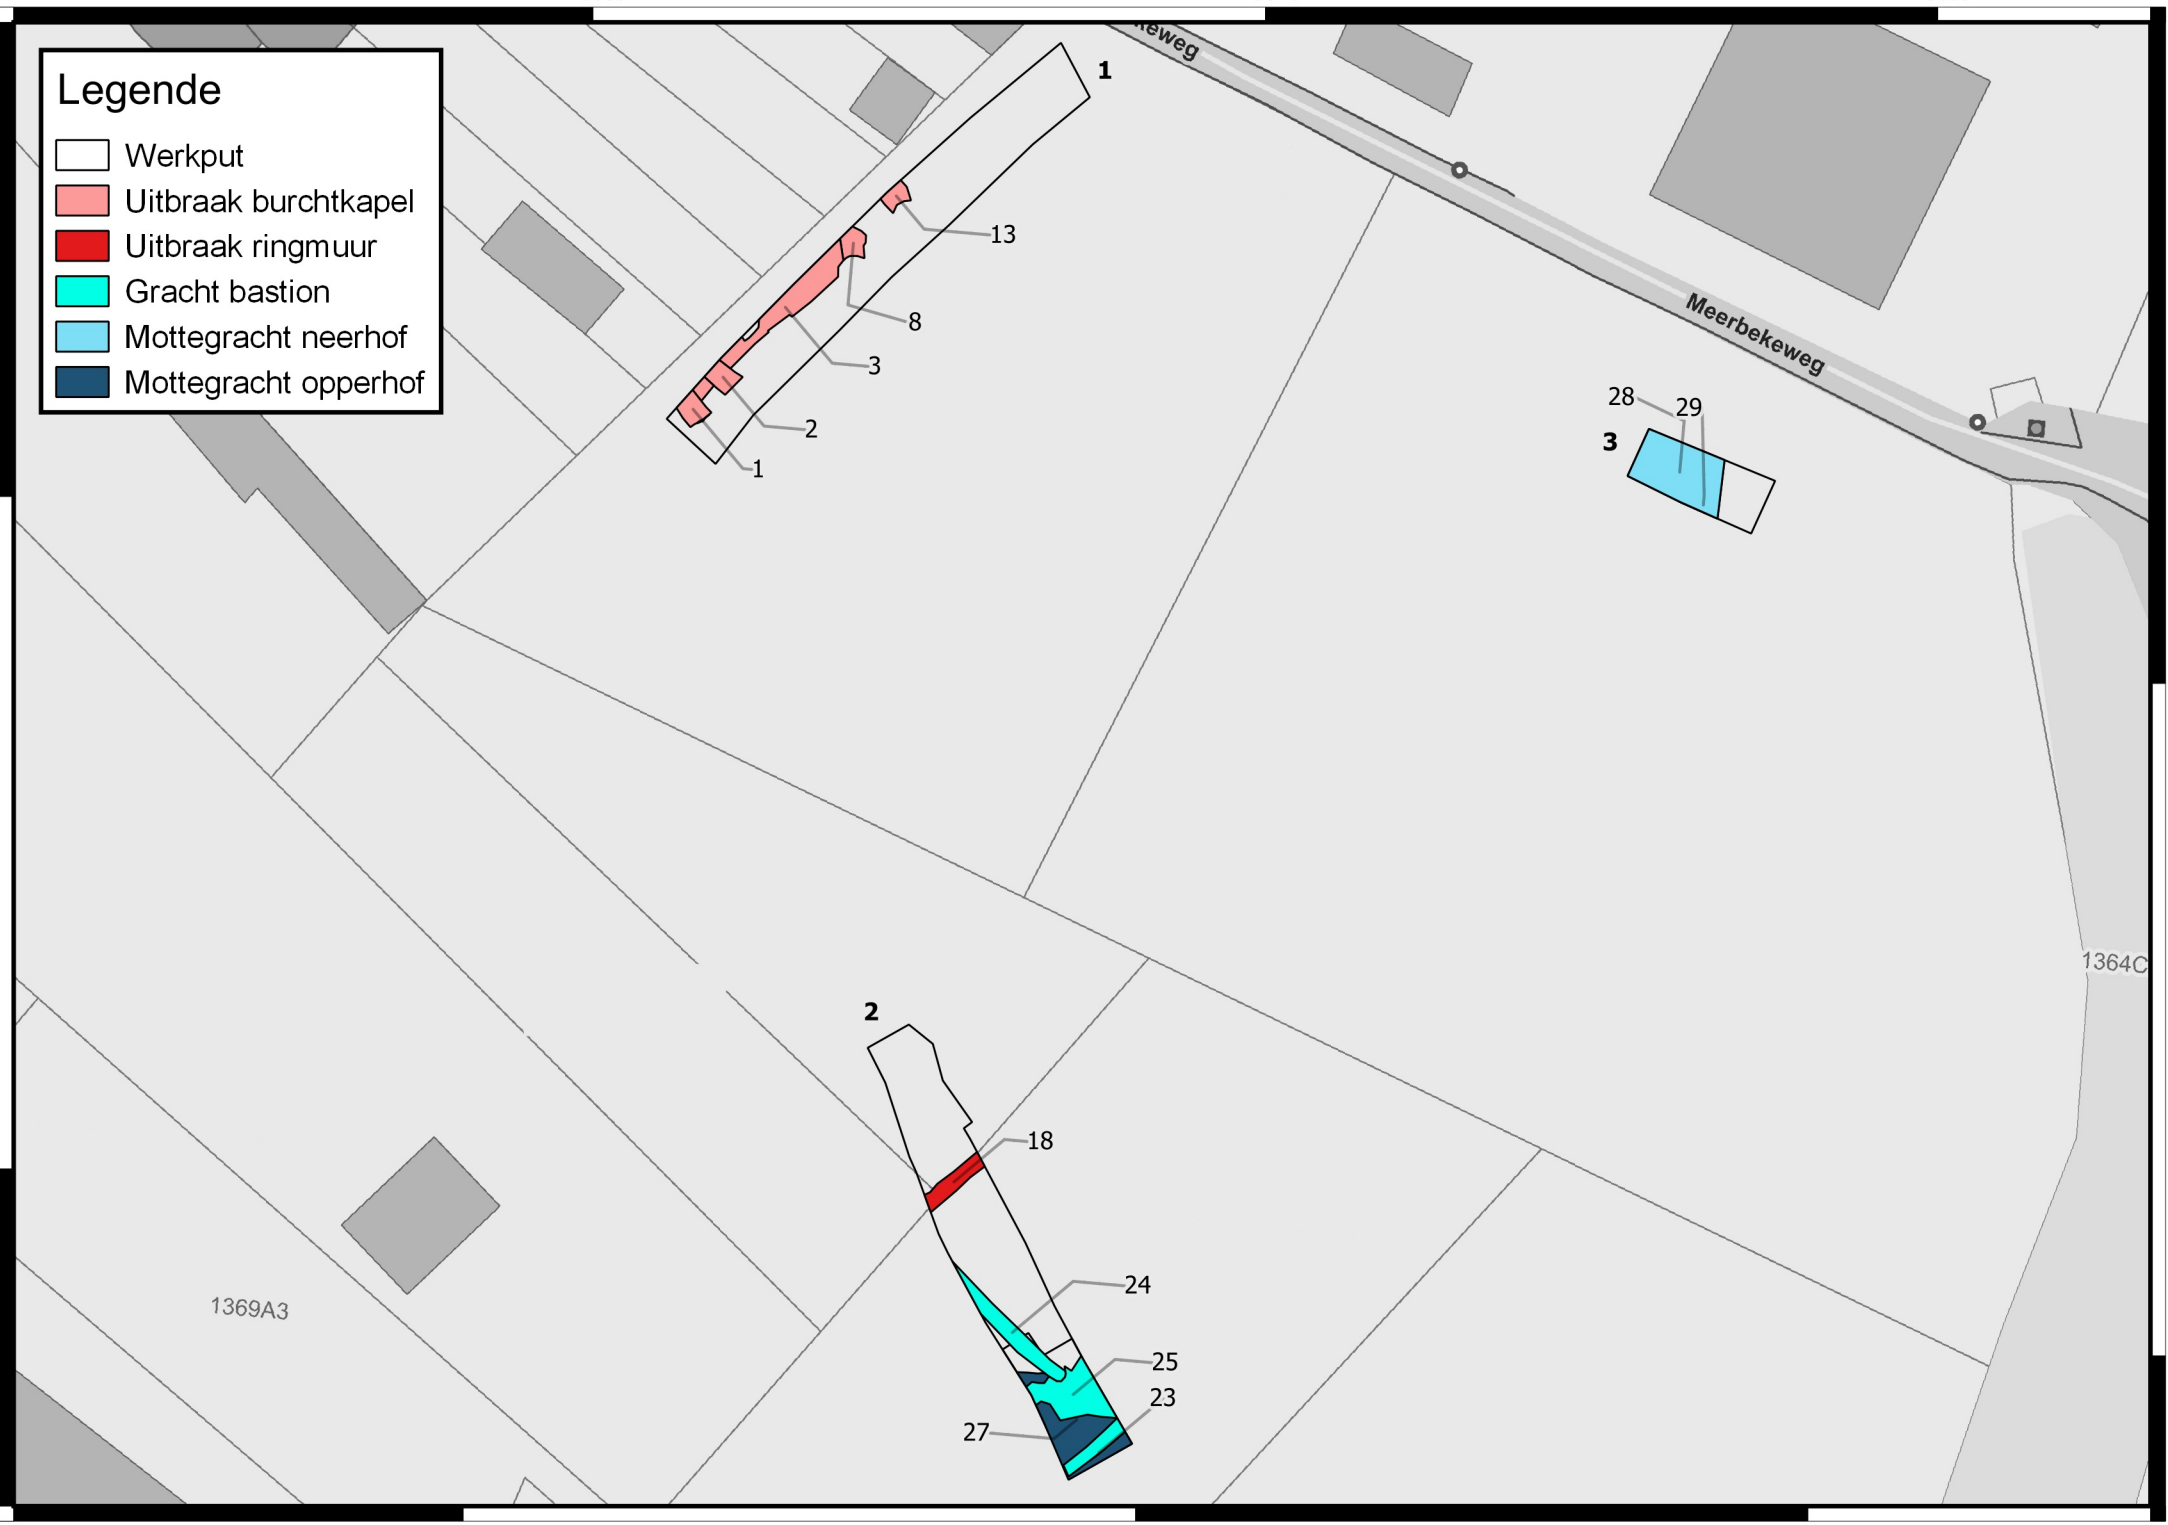 Legende
Werkput
Uitbraak burchtkapel
Uitbraak ringmuur
Gracht bastion
Mottegracht neerhof
Mottegracht opperhof
keweg
1
13
8
3
2
1
Meerbekeweg
28
29
3
1364C
2
18
24
25
23
27
1369A3